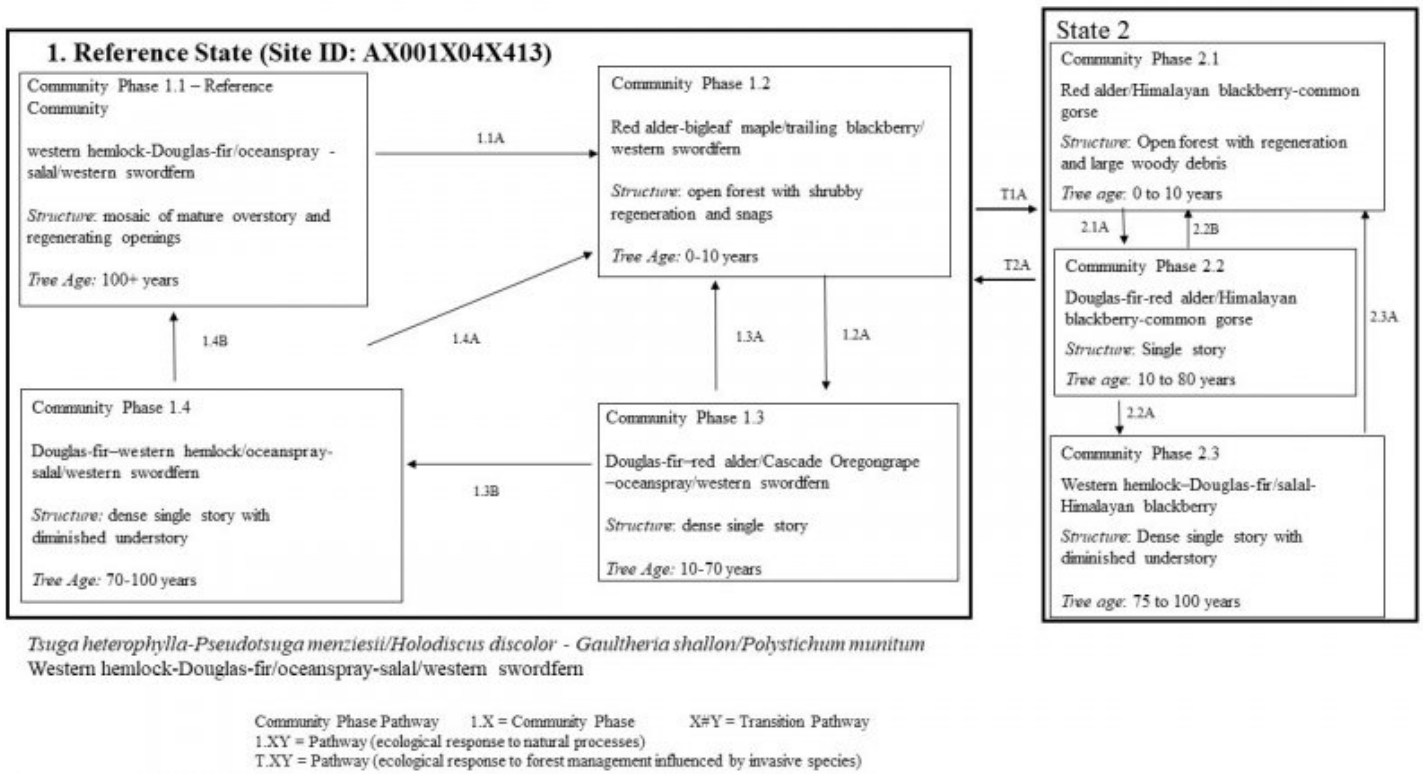 1. Reference State (Site ID: AX001X04X413)
Community Phase 1.1 – Reference
Community
western hemlock-Douglas-fir/oceanspray -
salal/western swordfern
Structure: mosaic of mature overstory and
regenerating openings
Tree Age: 100+ years
1.1A
Community Phase 1.2
Red alder-bigleaf maple/trailing blackberry/
western swordfern
Structure: open forest with shrubby
regeneration and snags
Tree Age: 0-10 years
1.4B
1.4A
1.3A
1.2A
Community Phase 1.4
Douglas-fir–western hemlock/oceanspray-
salal/western swordfern
Structure: dense single story with
diminished understory
Tree Age: 70-100 years
1.3B
Community Phase 1.3
Douglas-fir–red alder/Cascade Oregongrape
–oceanspray/western swordfern
Structure: dense single story
Tree Age: 10-70 years
T1A
T2A
State 2
Community Phase 2.1
Red alder/Himalayan blackberry-common
gorse
Structure: Open forest with regeneration
and large woody debris
Tree age: 0 to 10 years
2.1A
2.2B
Community Phase 2.2
Douglas-fir-red alder/Himalayan
blackberry-common gorse
Structure: Single story
Tree age: 10 to 80 years
2.3A
2.2A
Community Phase 2.3
Western hemlock–Douglas-fir/salal-
Himalayan blackberry
Structure: Dense single story with
diminished understory
Tree age: 75 to 100 years
Tsuga heterophylla-Pseudotsuga menziesii/Holodiscus discolor - Gaultheria shallon/Polystichum munitum
Western hemlock-Douglas-fir/oceanspray-salal/western swordfern
Community Phase Pathway 1.X = Community Phase X#Y = Transition Pathway
1.XY = Pathway (ecological response to natural processes)
T.XY = Pathway (ecological response to forest management influenced by invasive species)